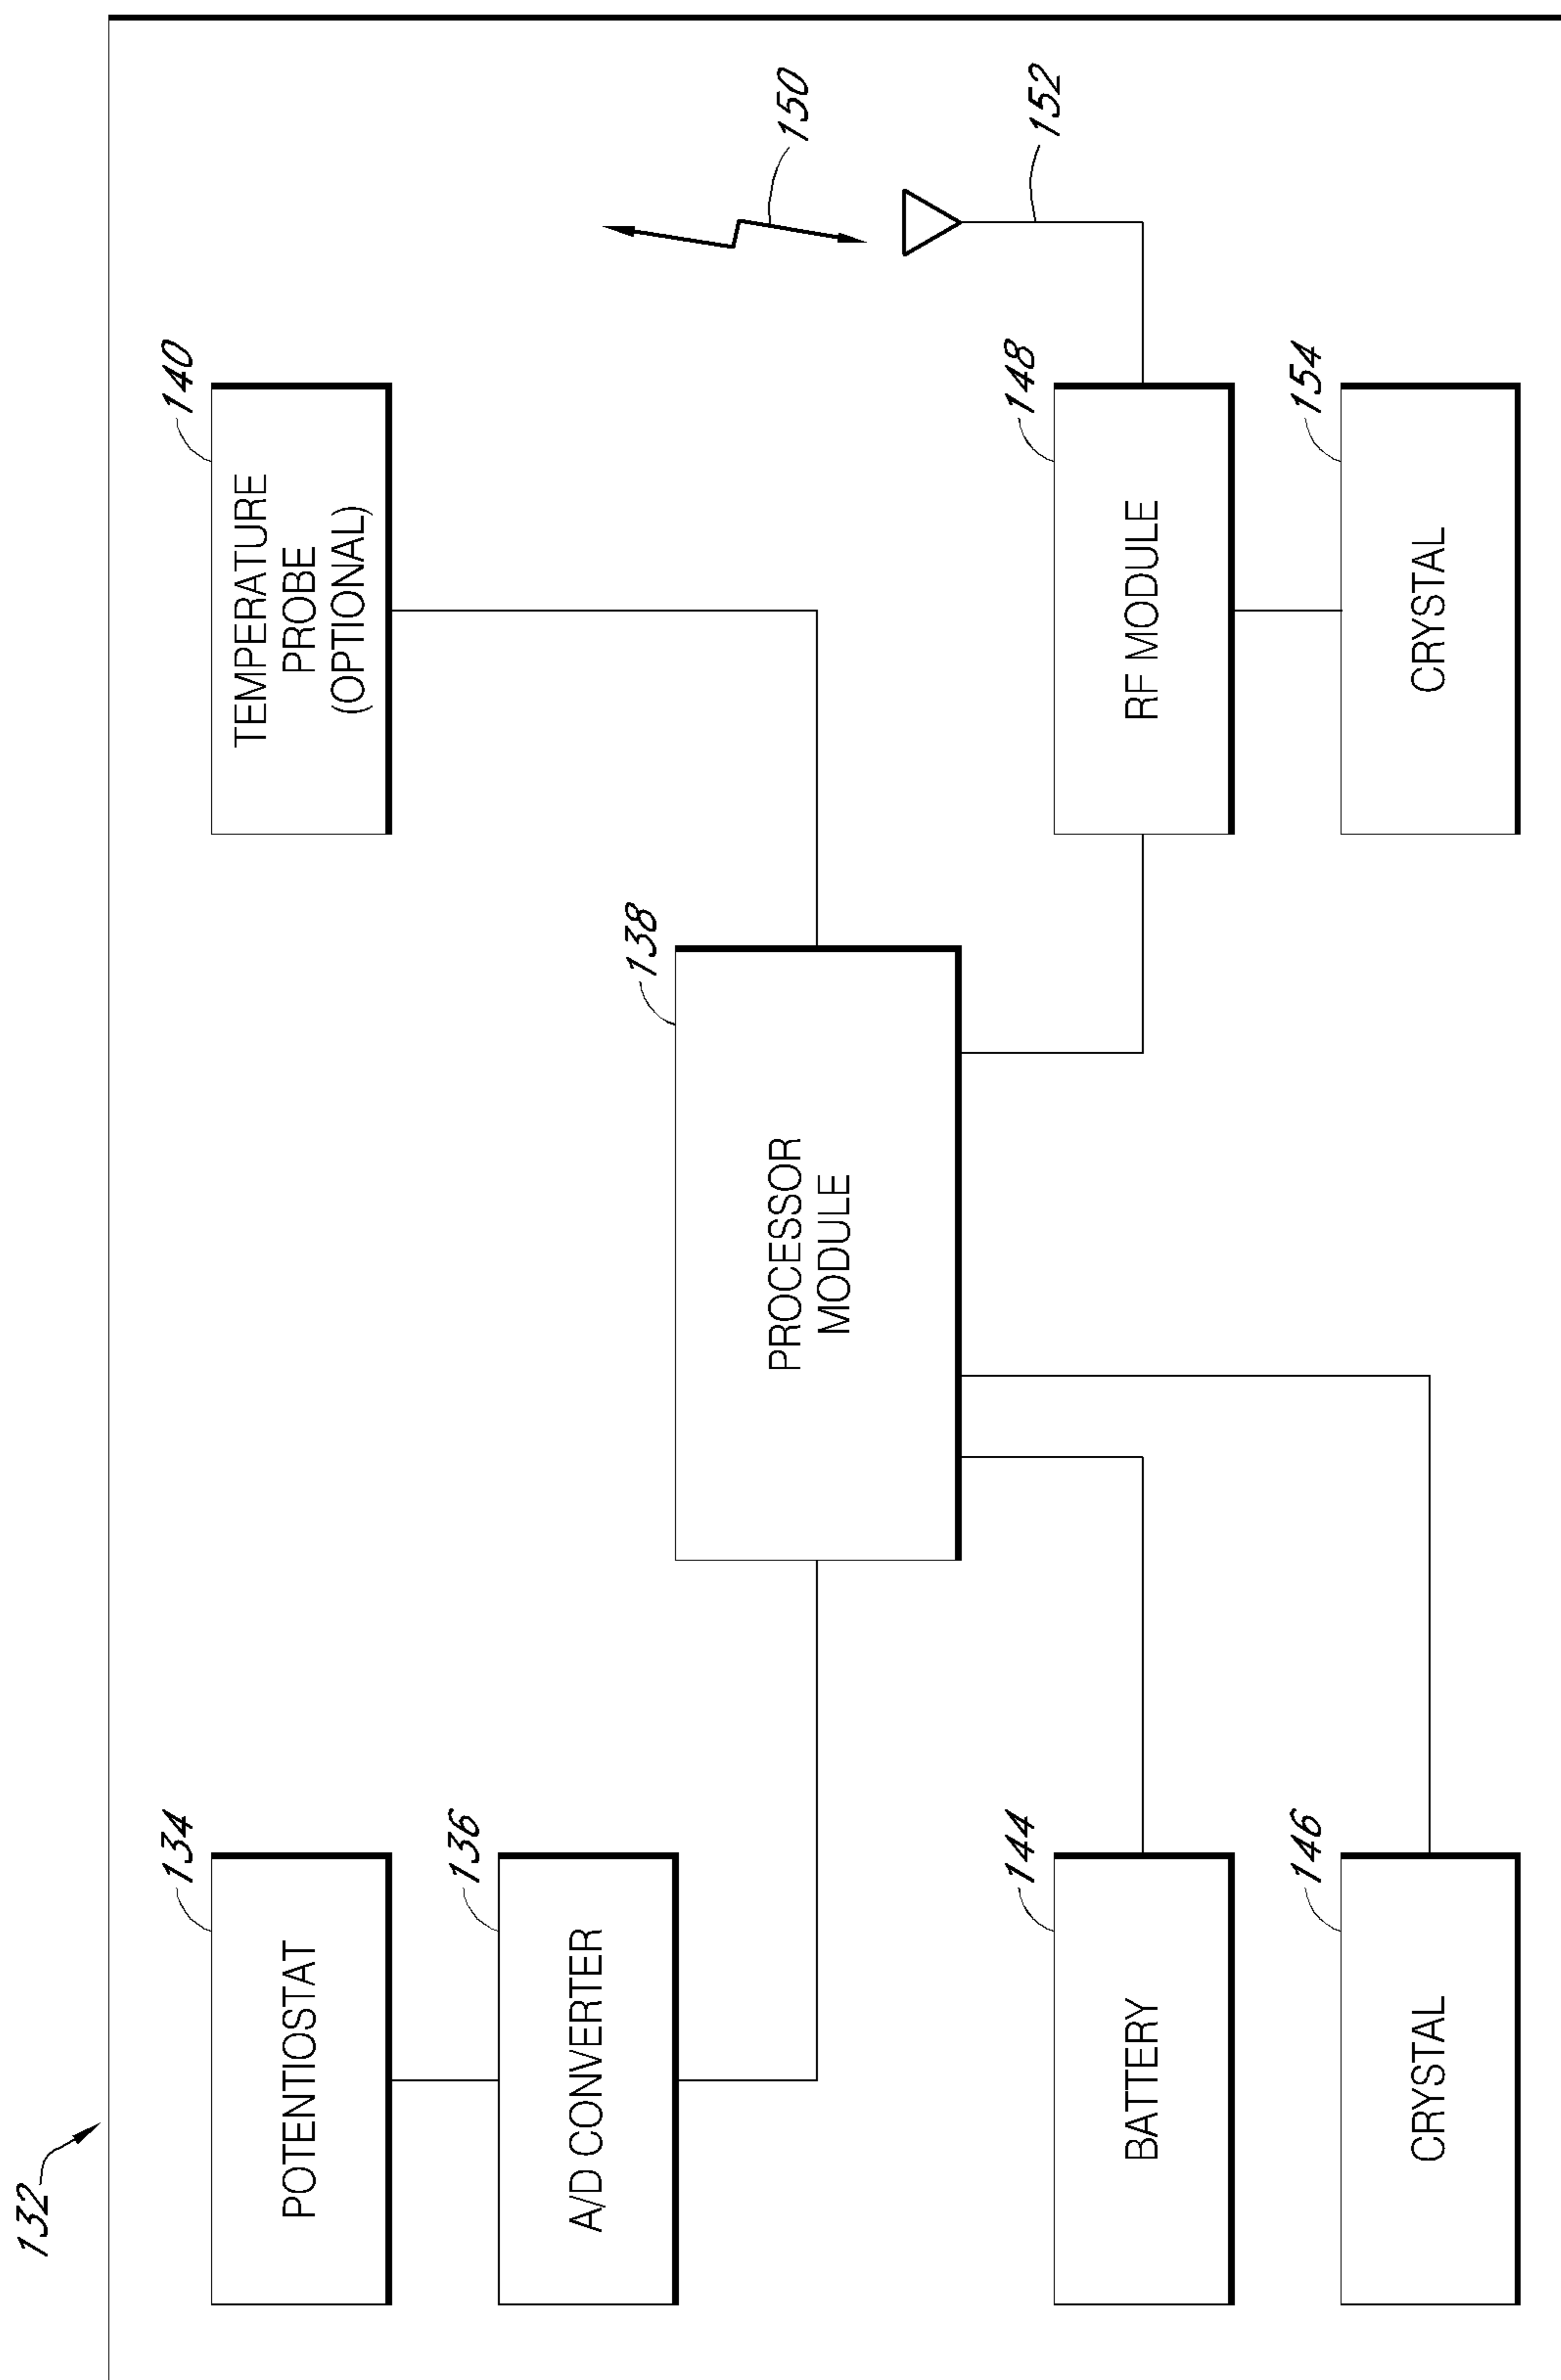 132
134
POTENTIOSTAT
136
A/D CONVERTER
140
TEMPERATURE
PROBE
(OPTIONAL)
138
PROCESSOR
MODULE
150
152
144
BATTERY
148
RF MODULE
146
CRYSTAL
154
CRYSTAL